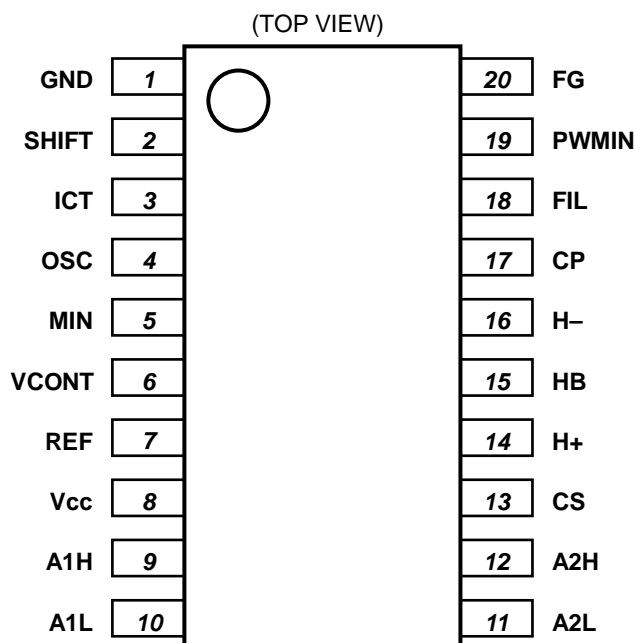 (TOP VIEW)
GND 1 20 FG
SHIFT 2 19 PWMIN
ICT 3 18 FIL
OSC 4 17 CP
MIN 5 16 H–
VCONT 6 15 HB
REF 7 14 H+
Vcc 8 13 CS
A1H 9 12 A2H
A1L 10 11 A2L